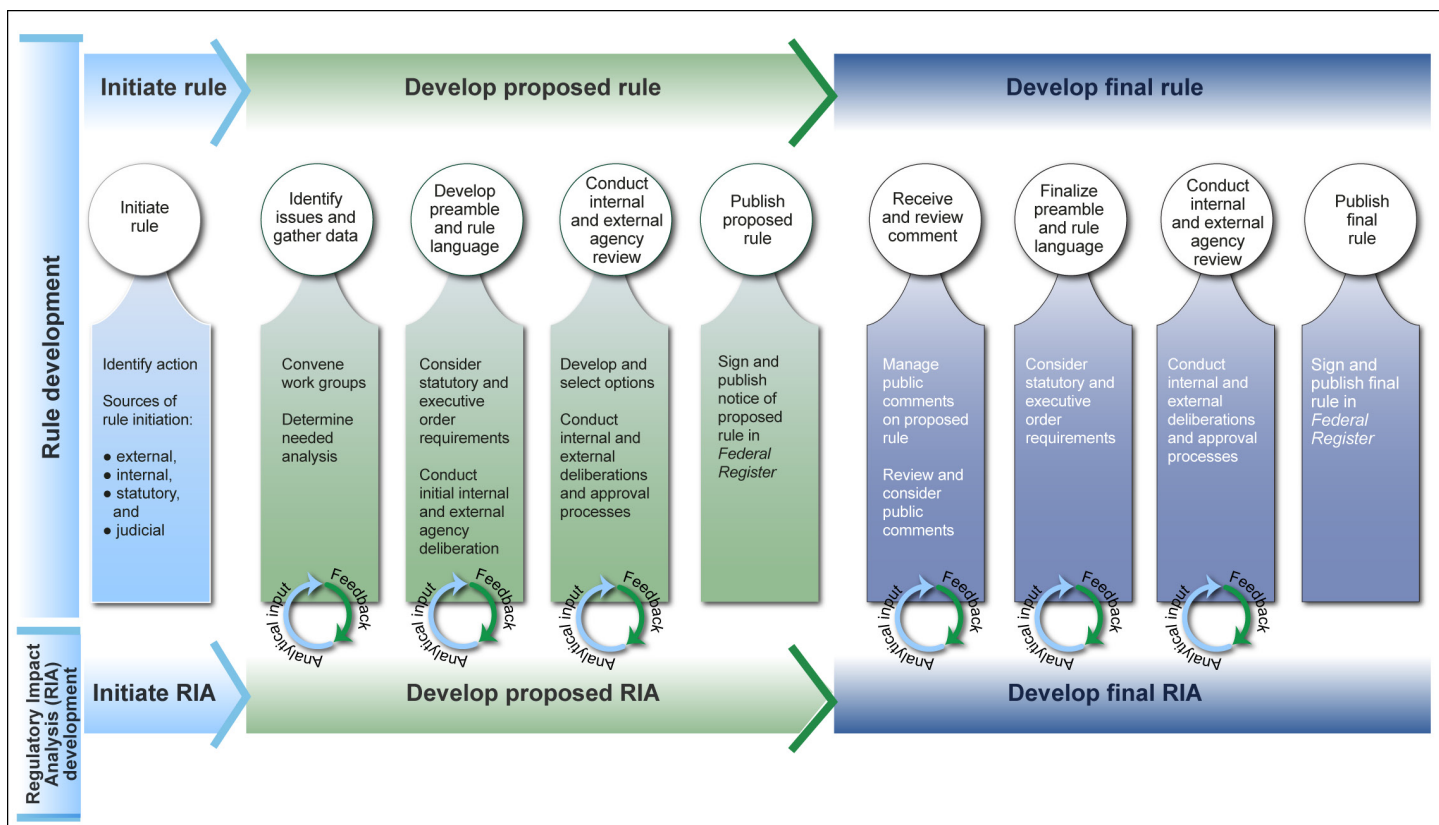 Rule development
Initiate rule
Develop proposed rule
Develop final rule
Initiate
rule
Identify action
Sources of
rule initiation:
● external,
● internal,
● statutory,
and
● judicial
Identify
issues and
gather data
Convene
work groups
Determine
needed
analysis
Analytical input
Feedback
Develop
preamble
and rule
language
Consider
statutory and
executive
order
requirements
Conduct
initial internal
and external
agency
deliberation
Analytical input
Feedback
Conduct
internal
and external
agency
review
Develop and
select options
Conduct
internal and
external
deliberations
and approval
processes
Analytical input
Feedback
Publish
proposed
rule
Sign and
publish
notice of
proposed
rule in
Federal
Register
Receive
and review
comment
Manage
public
comments
on proposed
rule
Review and
consider
public
comments
Analytical input
Feedback
Finalize
preamble
and rule
language
Consider
statutory and
executive
order
requirements
Analytical input
Feedback
Conduct
internal
and external
agency
review
Conduct
internal and
external
deliberations
and approval
processes
Analytical input
Feedback
Publish
final
rule
Sign and
publish final
rule in
Federal
Register
Regulatory Impact
Analysis (RIA)
development
Initiate RIA
Develop proposed RIA
Develop final RIA